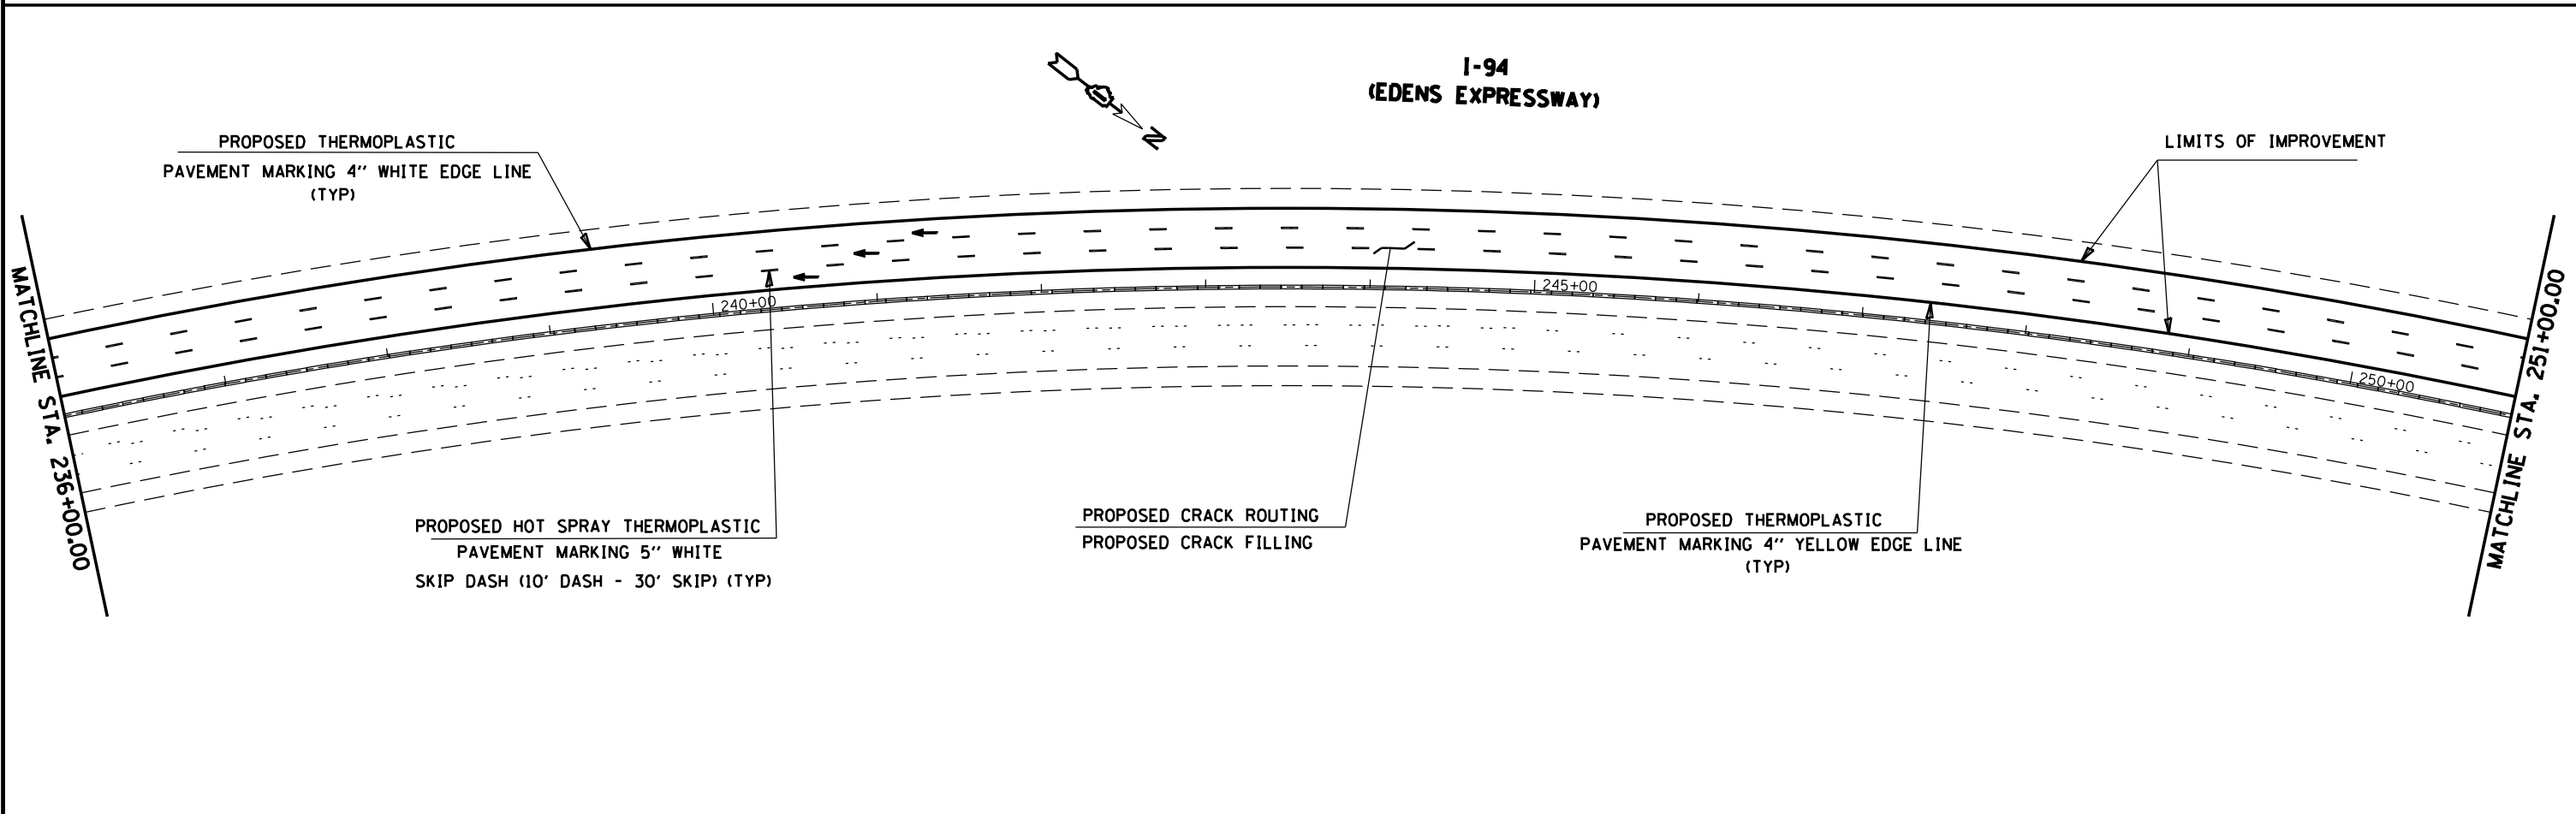 I-94
(EDENS EXPRESSWAY)
N
PROPOSED THERMOPLASTIC
PAVEMENT MARKING 4'' WHITE EDGE LINE
(TYP)
LIMITS OF IMPROVEMENT
MATCHLINE STA. 236+00.00
240+00
245+00
250+00
MATCHLINE STA. 251+00.00
PROPOSED HOT SPRAY THERMOPLASTIC
PAVEMENT MARKING 5'' WHITE
SKIP DASH (10' DASH - 30' SKIP) (TYP)
PROPOSED CRACK ROUTING
PROPOSED CRACK FILLING
PROPOSED THERMOPLASTIC
PAVEMENT MARKING 4'' YELLOW EDGE LINE
(TYP)